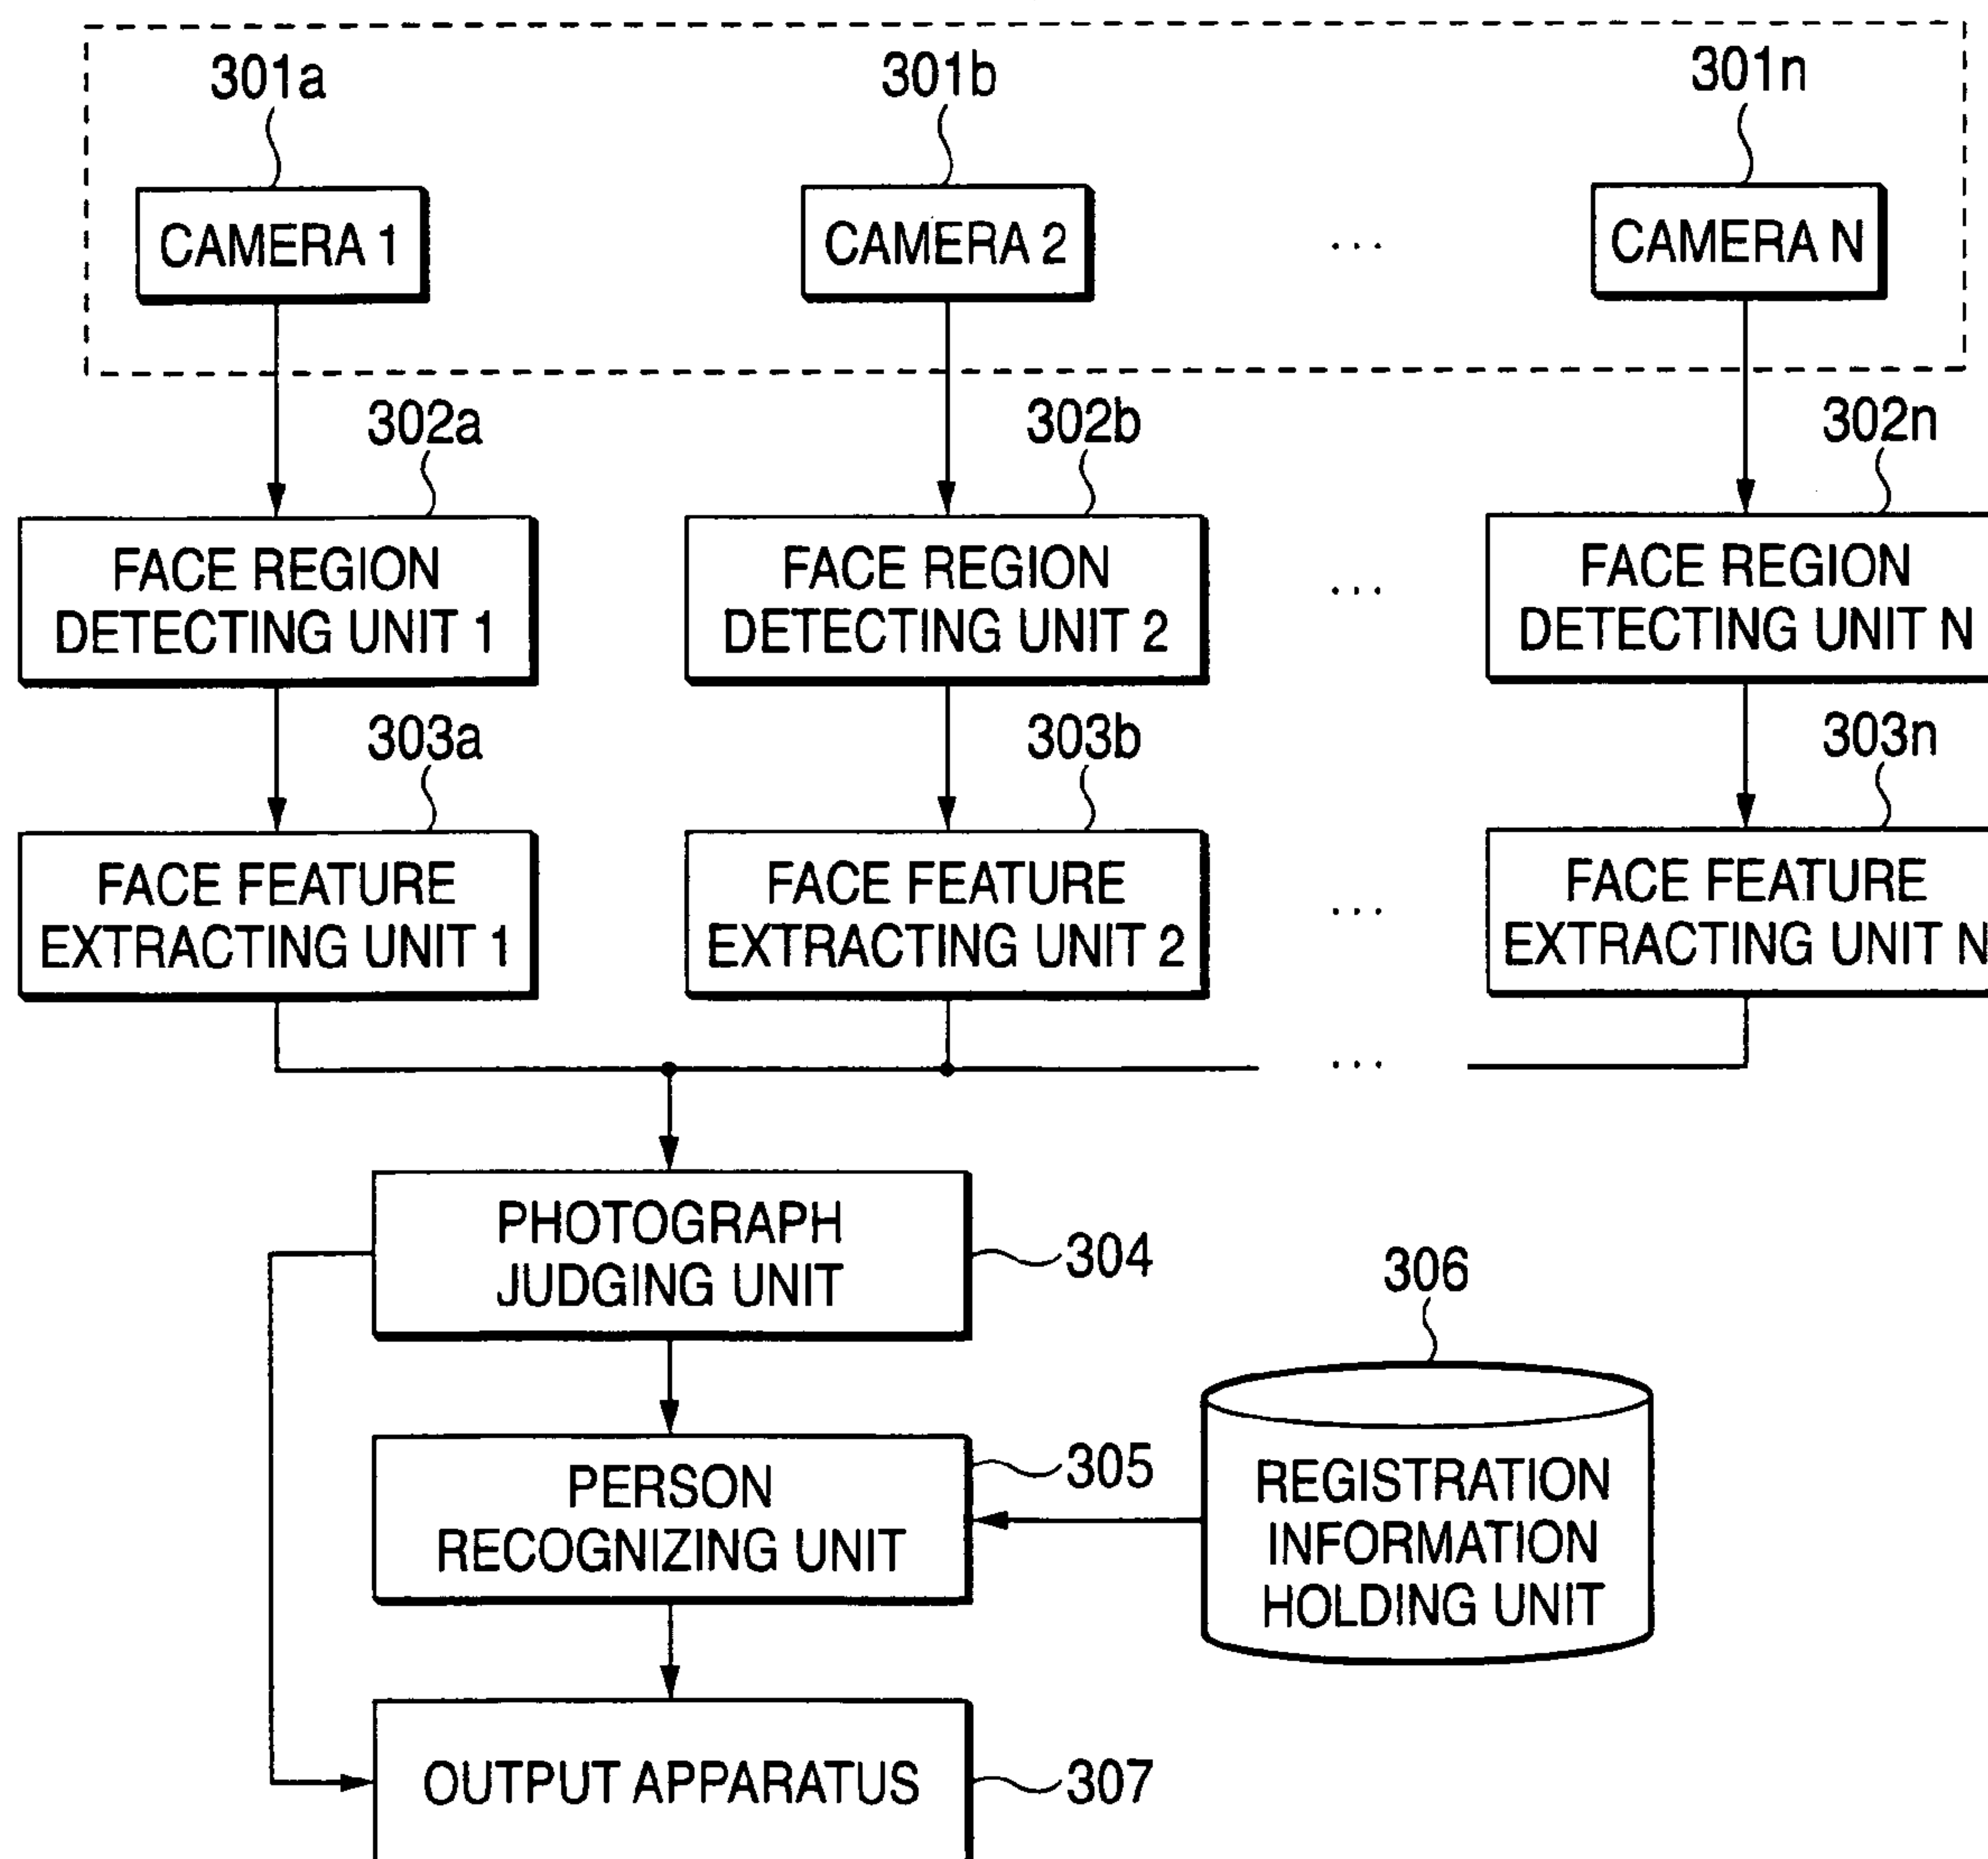 301a 301b 301n
CAMERA 1 CAMERA 2 ... CAMERA N
302a 302b 302n
FACE REGION
DETECTING UNIT 1
FACE REGION
DETECTING UNIT 2
...
FACE REGION
DETECTING UNIT N
303a 303b 303n
FACE FEATURE
EXTRACTING UNIT 1
FACE FEATURE
EXTRACTING UNIT 2
...
FACE FEATURE
EXTRACTING UNIT N
...
PHOTOGRAPH
JUDGING UNIT
304
306
PERSON
RECOGNIZING UNIT
305
REGISTRATION
INFORMATION
HOLDING UNIT
OUTPUT APPARATUS
307